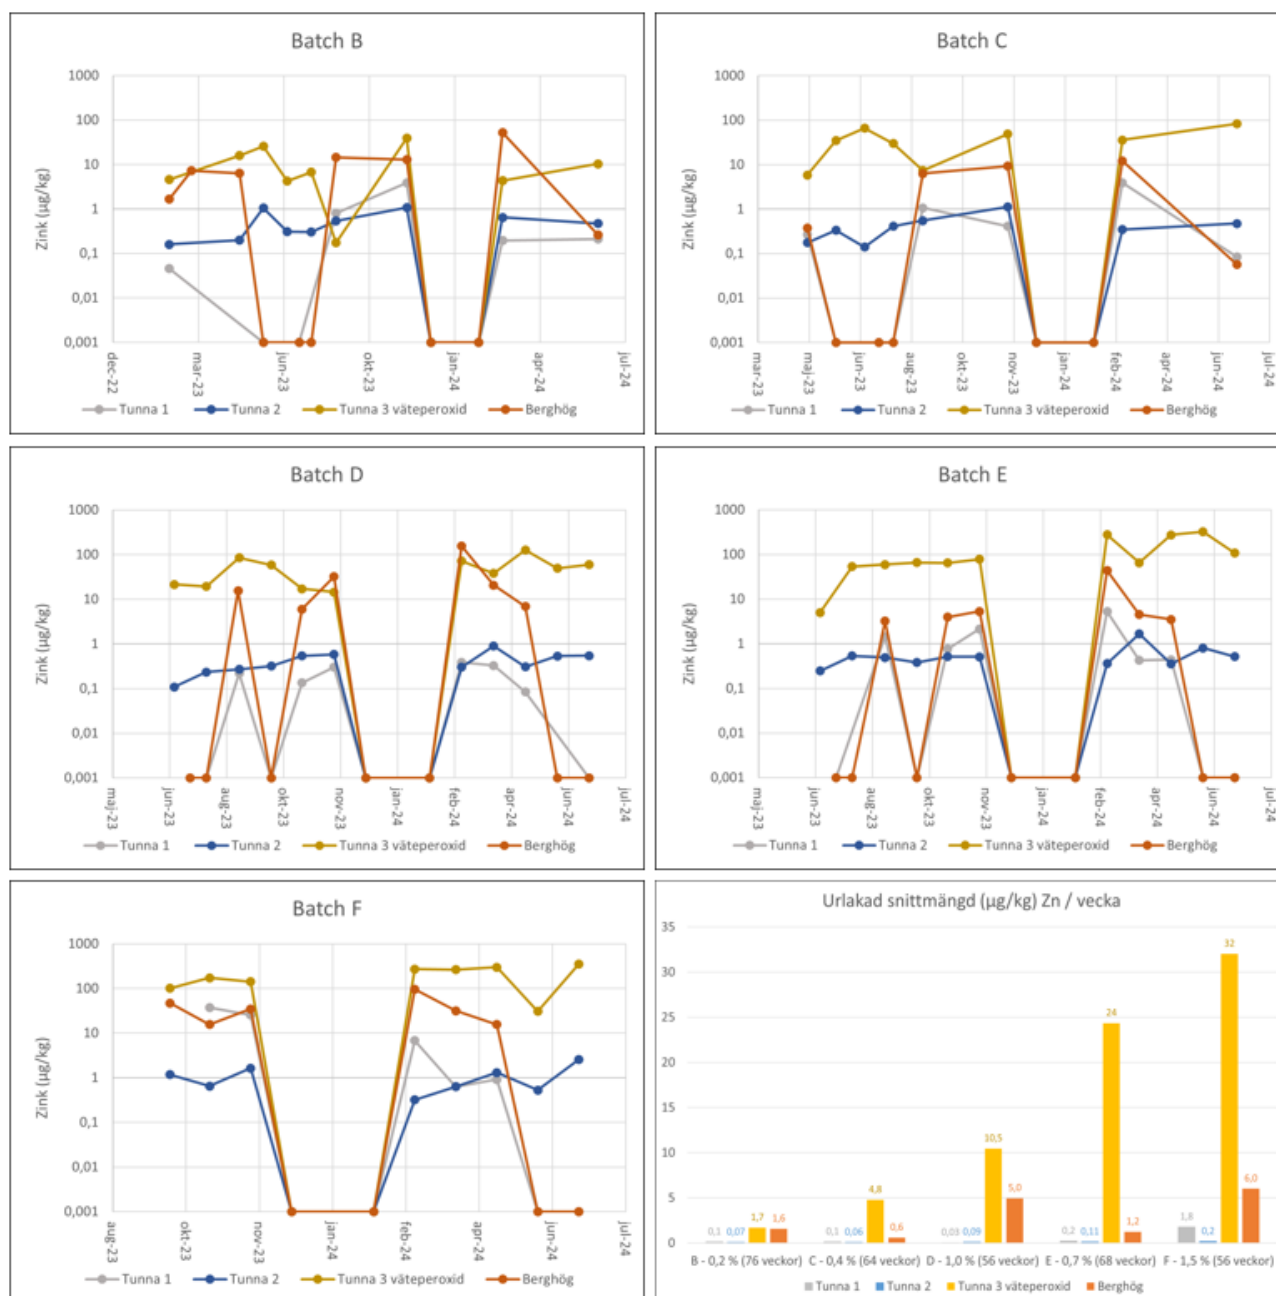 Batch B
Zink (µg/kg)
1000
100
10
1
0,1
0,01
0,001
dec-22 mar-23 jun-23 okt-23 jan-24 apr-24 jul-24
Tunna 1 Tunna 2 Tunna 3 väteperoxid Berghög
Batch C
Zink (µg/kg)
1000
100
10
1
0,1
0,01
0,001
mar-23 maj-23 jun-23 aug-23 okt-23 nov-23 jan-24 feb-24 jun-24 jul-24
Tunna 1 Tunna 2 Tunna 3 väteperoxid Berghög
Batch D
Zink (µg/kg)
1000
100
10
1
0,1
0,01
0,001
maj-23 jun-23 aug-23 okt-23 nov-23 jan-24 feb-24 apr-24 jun-24 jul-24
Tunna 1 Tunna 2 Tunna 3 väteperoxid Berghög
Batch E
Zink (µg/kg)
1000
100
10
1
0,1
0,01
0,001
maj-23 jun-23 aug-23 okt-23 nov-23 jan-24 feb-24 apr-24 jun-24 jul-24
Tunna 1 Tunna 2 Tunna 3 väteperoxid Berghög
Batch F
Zink (µg/kg)
1000
100
10
1
0,1
0,01
0,001
aug-23 okt-23 nov-23 jan-24 feb-24 apr-24 jun-24 jul-24
Tunna 1 Tunna 2 Tunna 3 väteperoxid Berghög
Urlakad snittmängd (µg/kg) Zn / vecka
35
30
25
20
15
10
5
0
0,1 0,07 1,7 1,6
0,1 0,06 4,8 0,6
0,03 0,09 10,5 5,0
0,2 0,11 24 1,2
1,8 0,2 32 6,0
B - 0,2 % (76 veckor) C - 0,4 % (64 veckor) D - 1,0 % (56 veckor) E - 0,7 % (68 veckor) F - 1,5 % (56 veckor)
Tunna 1 Tunna 2 Tunna 3 väteperoxid Berghög